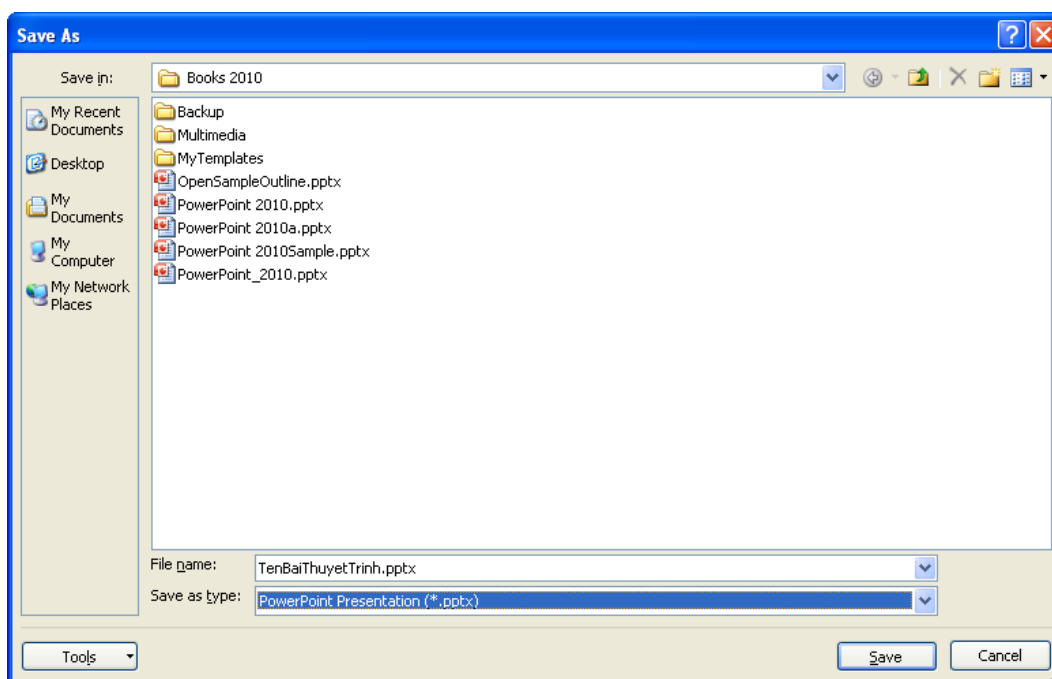 Save As
Save in:
Books 2010
My Recent
Documents
Desktop
My
Documents
My
Computer
My Network
Places
Backup
Multimedia
MyTemplates
OpenSampleOutline.pptx
PowerPoint 2010.pptx
PowerPoint 2010a.pptx
PowerPoint 2010Sample.pptx
PowerPoint_2010.pptx
File name:
TenBaiThuyetTrinh.pptx
Save as type:
PowerPoint Presentation (*.pptx)
Tools
Save
Cancel